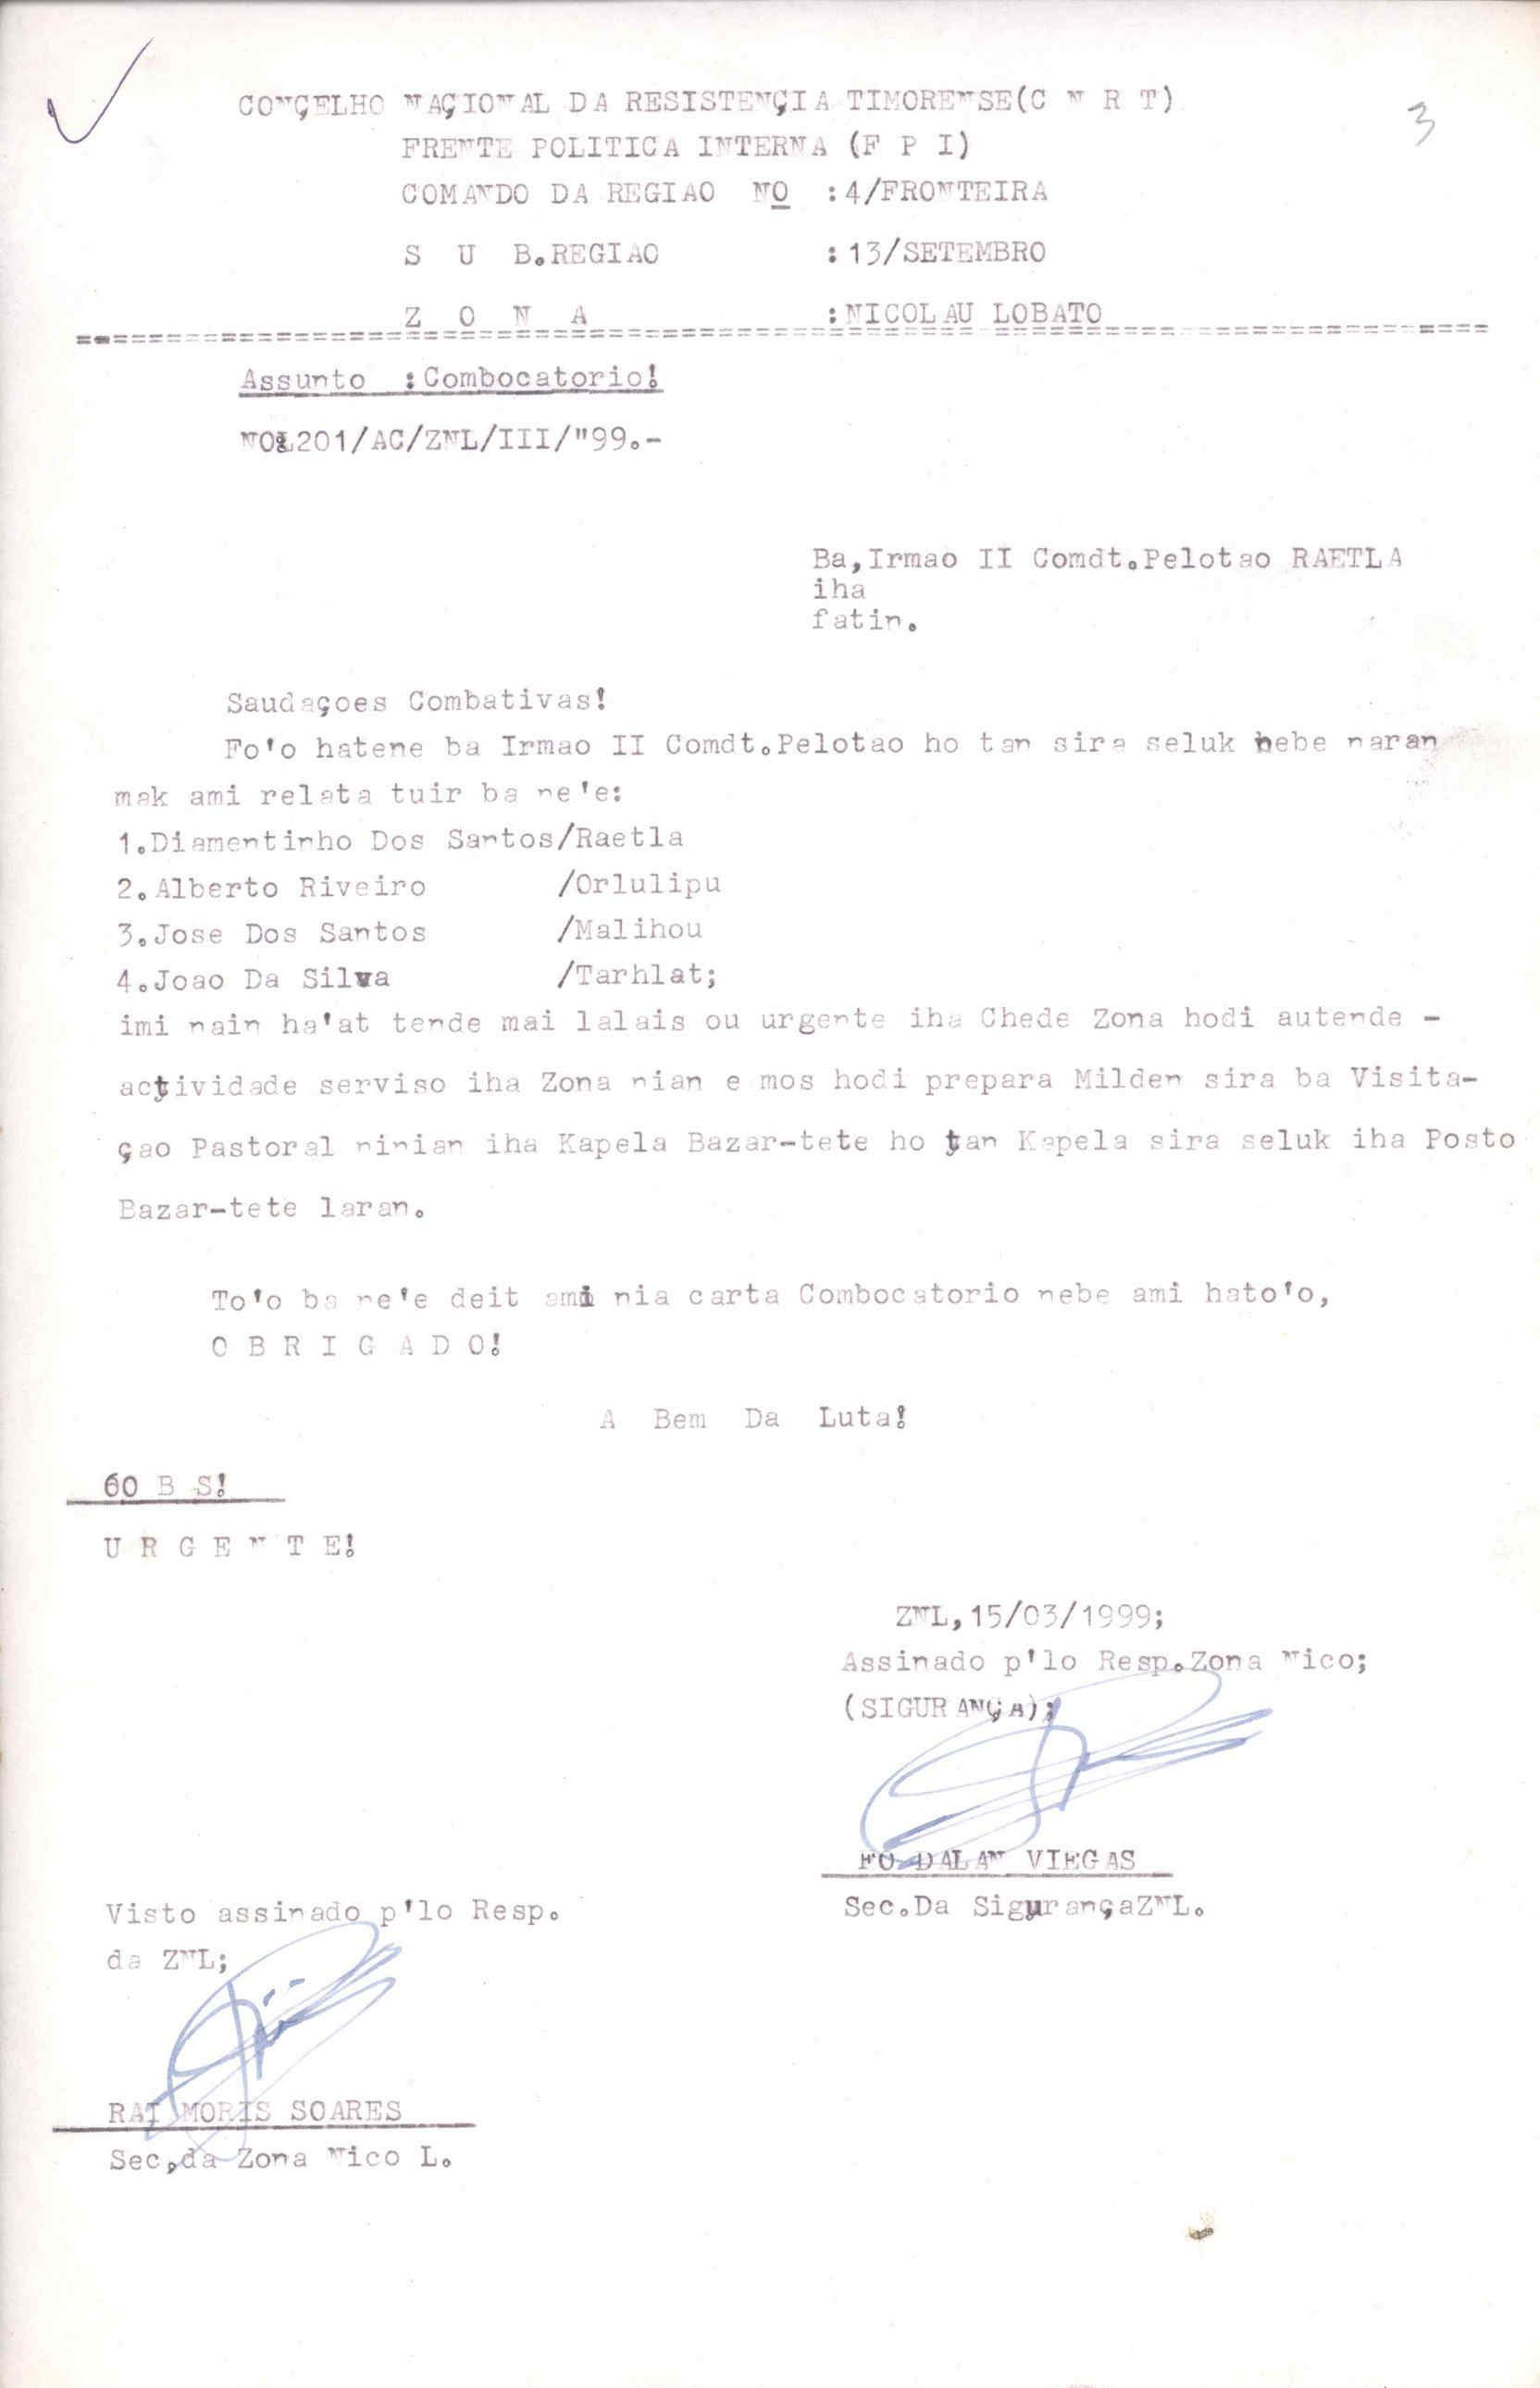 3
CONÇELHO NAÇIONAL DA RESISTENÇIA TIMORENSE(C N R T)
FRENTE POLITICA INTERNA (F P I)
COMANDO DA REGIAO NO :4/FRONTEIRA
S U B.REGIAO :13/SETEMBRO
Z O N A :NICOLAU LOBATO
Assunto :Combocatorio!
NO:201/AC/ZNL/III/"99.-
Ba,Irmao II Comdt.Pelotao RAETLA
iha
fatin.
Saudaçoes Combativas!
Fo'o hatene ba Irmao II Comdt.Pelotao ho tan sira seluk nebe naran
mak ami relata tuir ba ne'e:
1.Diamentinho Dos Santos/Raetla
2.Alberto Riveiro /Orlulipu
3.Jose Dos Santos /Malihou
4.Joao Da Silva /Tarhlat;
imi nain ha'at tende mai lalais ou urgente iha Chede Zona hodi autende -
actividade serviso iha Zona nian e mos hodi prepara Milden sira ba Visita-
çao Pastoral ninian iha Kapela Bazar-tete ho tan Kapela sira seluk iha Posto
Bazar-tete laran.
To'o ba ne'e deit ami nia carta Combocatorio nebe ami hato'o,
O B R I G A D O!
A Bem Da Luta!
60 B S!
U R G E N T E!
ZNL,15/03/1999;
Assinado p'lo Resp.Zona Nico;
(SIGURANÇA);
FO DALAN VIEGAS
Sec.Da SigurançaZNL.
Visto assinado p'lo Resp.
da ZNL;
RAI MORIS SOARES
Sec,da Zona Nico L.